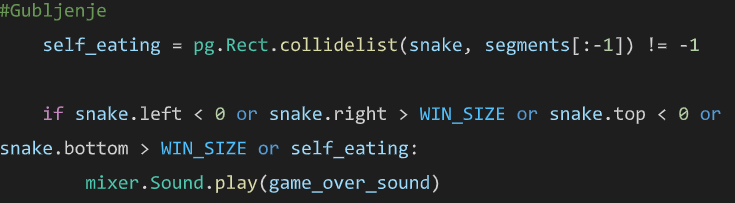 #Gubljenje
self_eating = pg.Rect.collidelist(snake, segments[:-1]) != -1
if snake.left < 0 or snake.right > WIN_SIZE or snake.top < 0 or
snake.bottom > WIN_SIZE or self_eating:
mixer.Sound.play(game_over_sound)